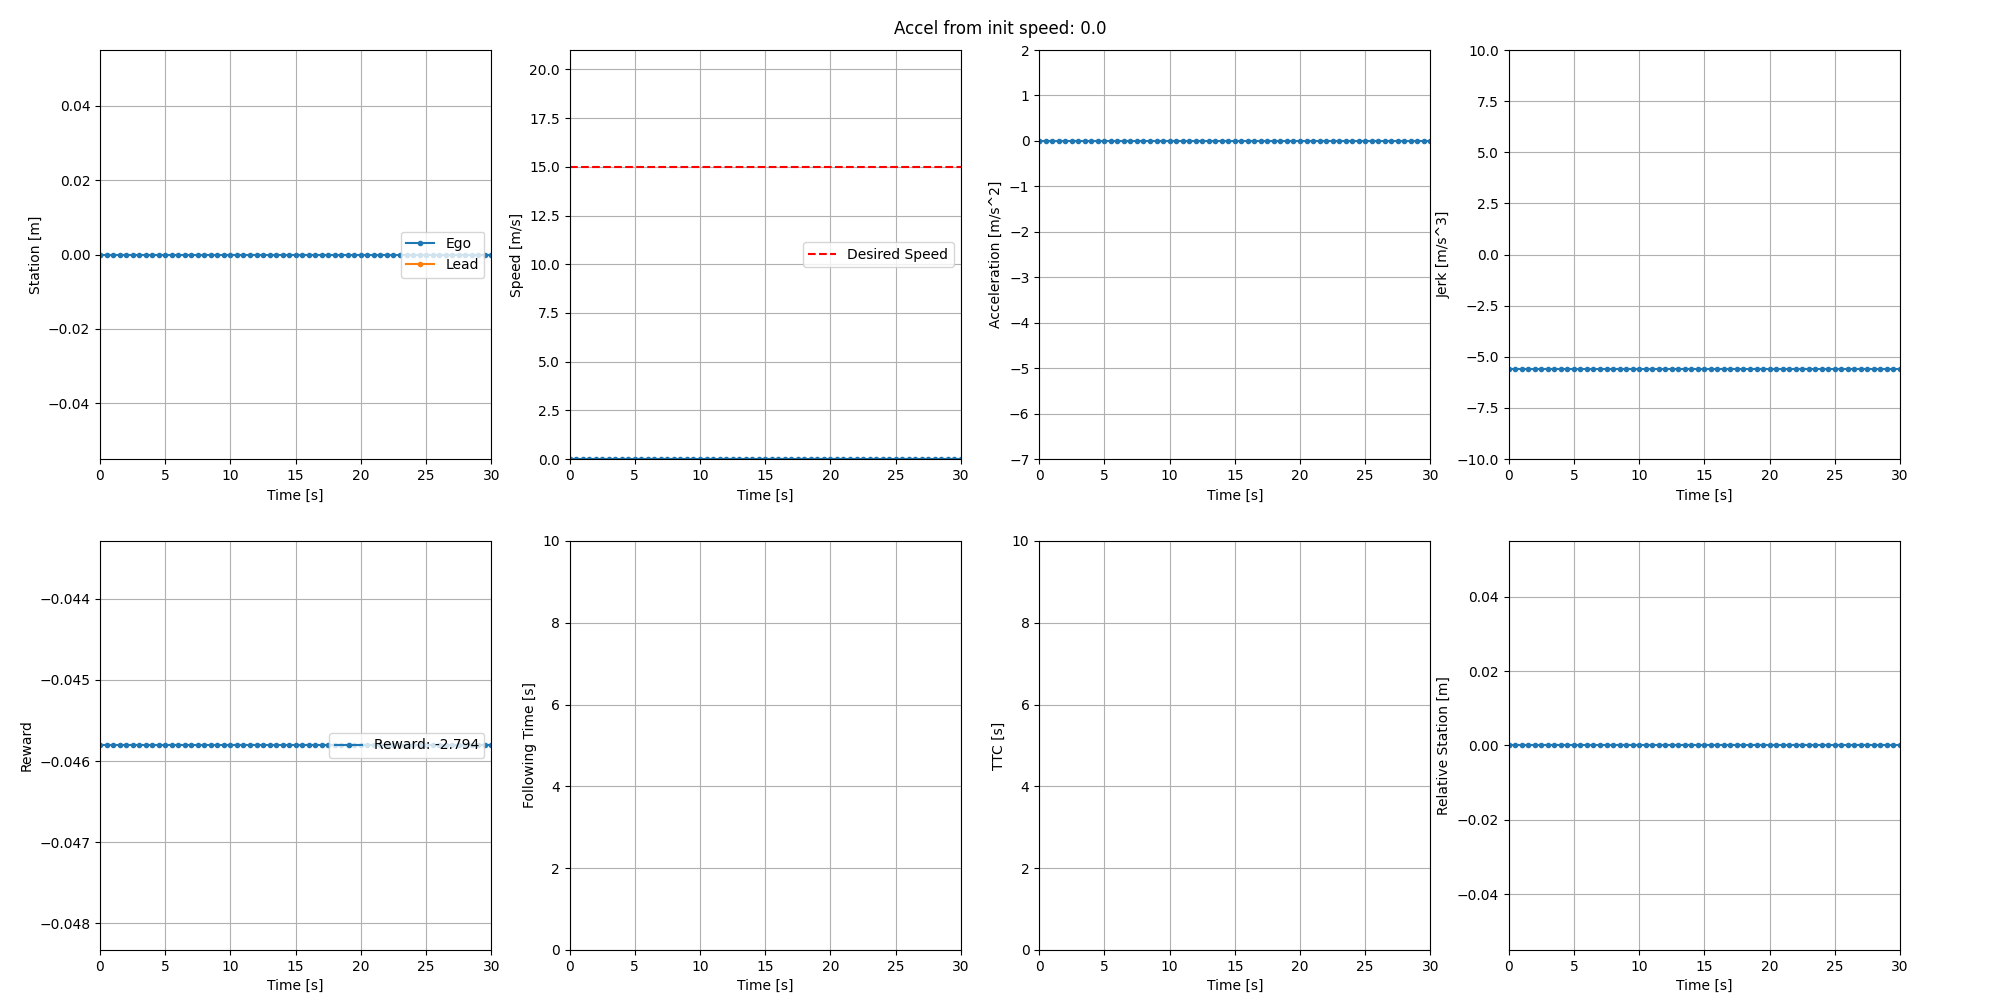 Accel from init speed: 0.0
0.04
0.02
0.00
−0.02
−0.04
Station [m]
Ego
Lead
0 5 10 15 20 25 30
Time [s]
20.0
17.5
15.0
12.5
10.0
7.5
5.0
2.5
0.0
Speed [m/s]
Desired Speed
0 5 10 15 20 25 30
Time [s]
2
1
0
−1
−2
−3
−4
−5
−6
−7
Acceleration [m/s^2]
0 5 10 15 20 25 30
Time [s]
10.0
7.5
5.0
2.5
0.0
−2.5
−5.0
−7.5
−10.0
Jerk [m/s^3]
0 5 10 15 20 25 30
Time [s]
−0.044
−0.045
−0.046
−0.047
−0.048
Reward
Reward: -2.794
0 5 10 15 20 25 30
Time [s]
10
8
6
4
2
0
Following Time [s]
0 5 10 15 20 25 30
Time [s]
10
8
6
4
2
0
TTC [s]
0 5 10 15 20 25 30
Time [s]
0.04
0.02
0.00
−0.02
−0.04
Relative Station [m]
0 5 10 15 20 25 30
Time [s]